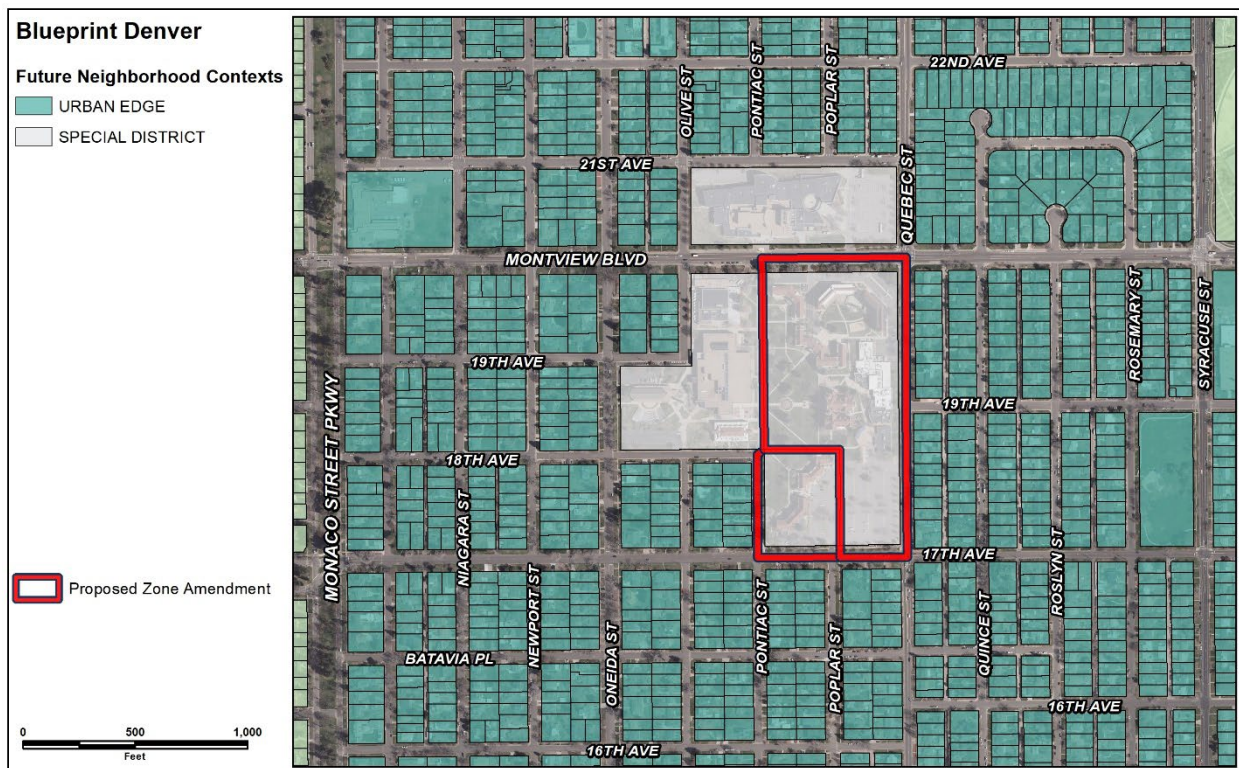 Blueprint Denver
Future Neighborhood Contexts
URBAN EDGE
SPECIAL DISTRICT
Proposed Zone Amendment
0 500 1,000
Feet
22ND AVE
OLIVE ST
PONTIAC ST
POPLAR ST
21ST AVE
QUEBEC ST
MONTVIEW BLVD
ROSEMARY ST
SYRACUSE ST
19TH AVE
MONACO STREET PKWY
19TH AVE
18TH AVE
NIAGARA ST
17TH AVE
ROSLYN ST
NEWPORT ST
ONEIDA ST
PONTIAC ST
POPLAR ST
QUINCE ST
BATAVIA PL
16TH AVE
16TH AVE